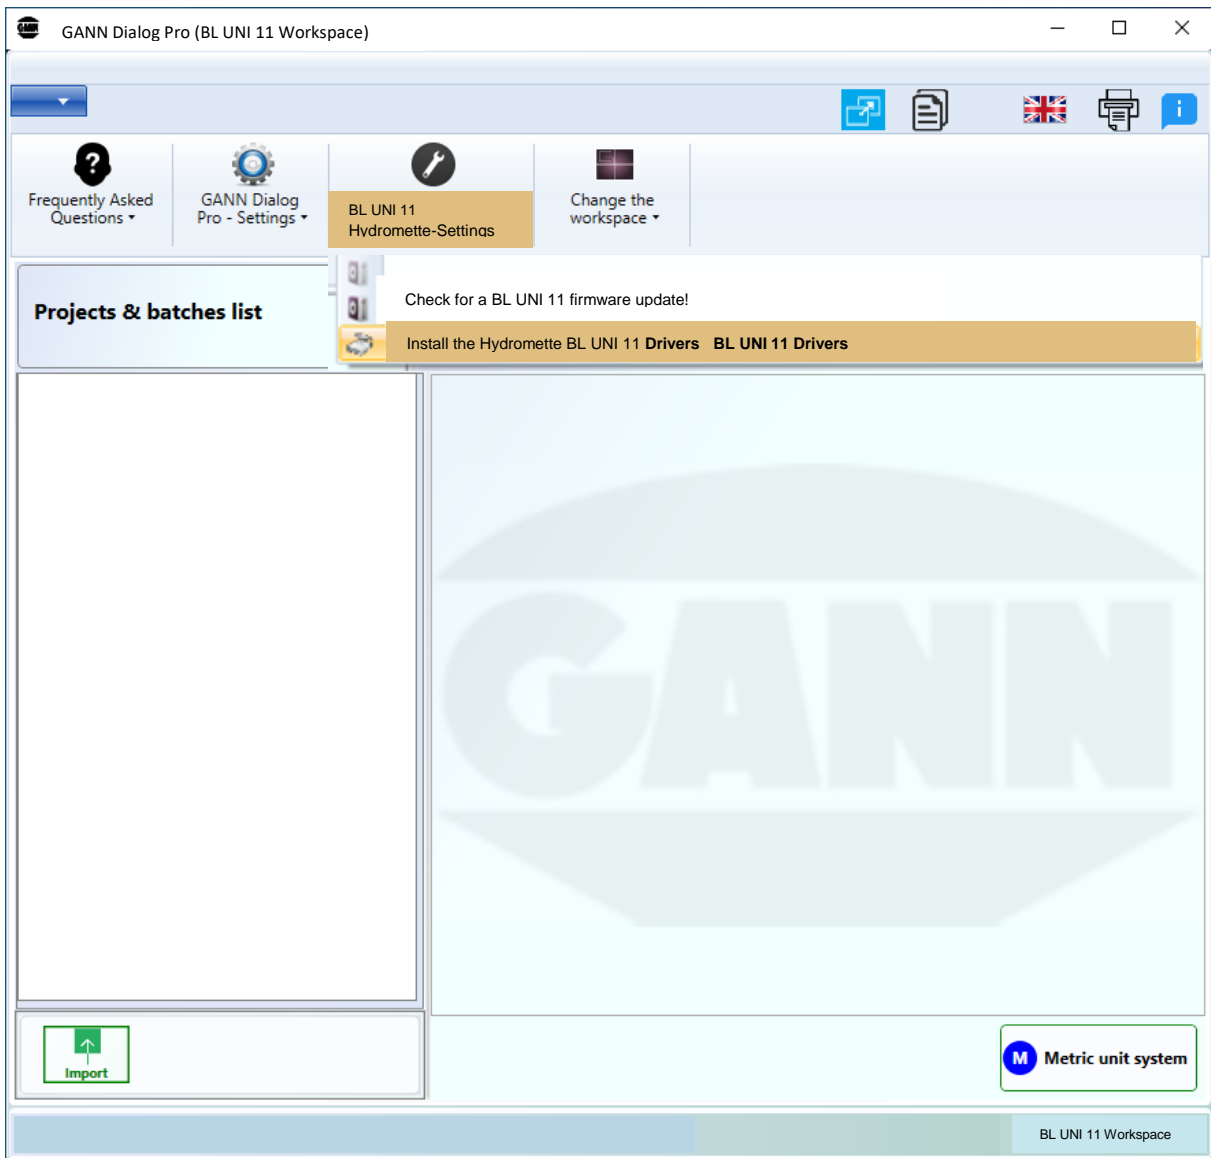 GANN
GANN Dialog Pro (BL UNI 11 Workspace)
i
?
Frequently Asked
Questions
GANN Dialog
Pro - Settings
BL UNI 11
Hydromette-Settings
Change the
workspace
Projects & batches list
Check for a BL UNI 11 firmware update!
Install the Hydromette BL UNI 11 Drivers BL UNI 11 Drivers
GANN
Import
M Metric unit system
BL UNI 11 Workspace